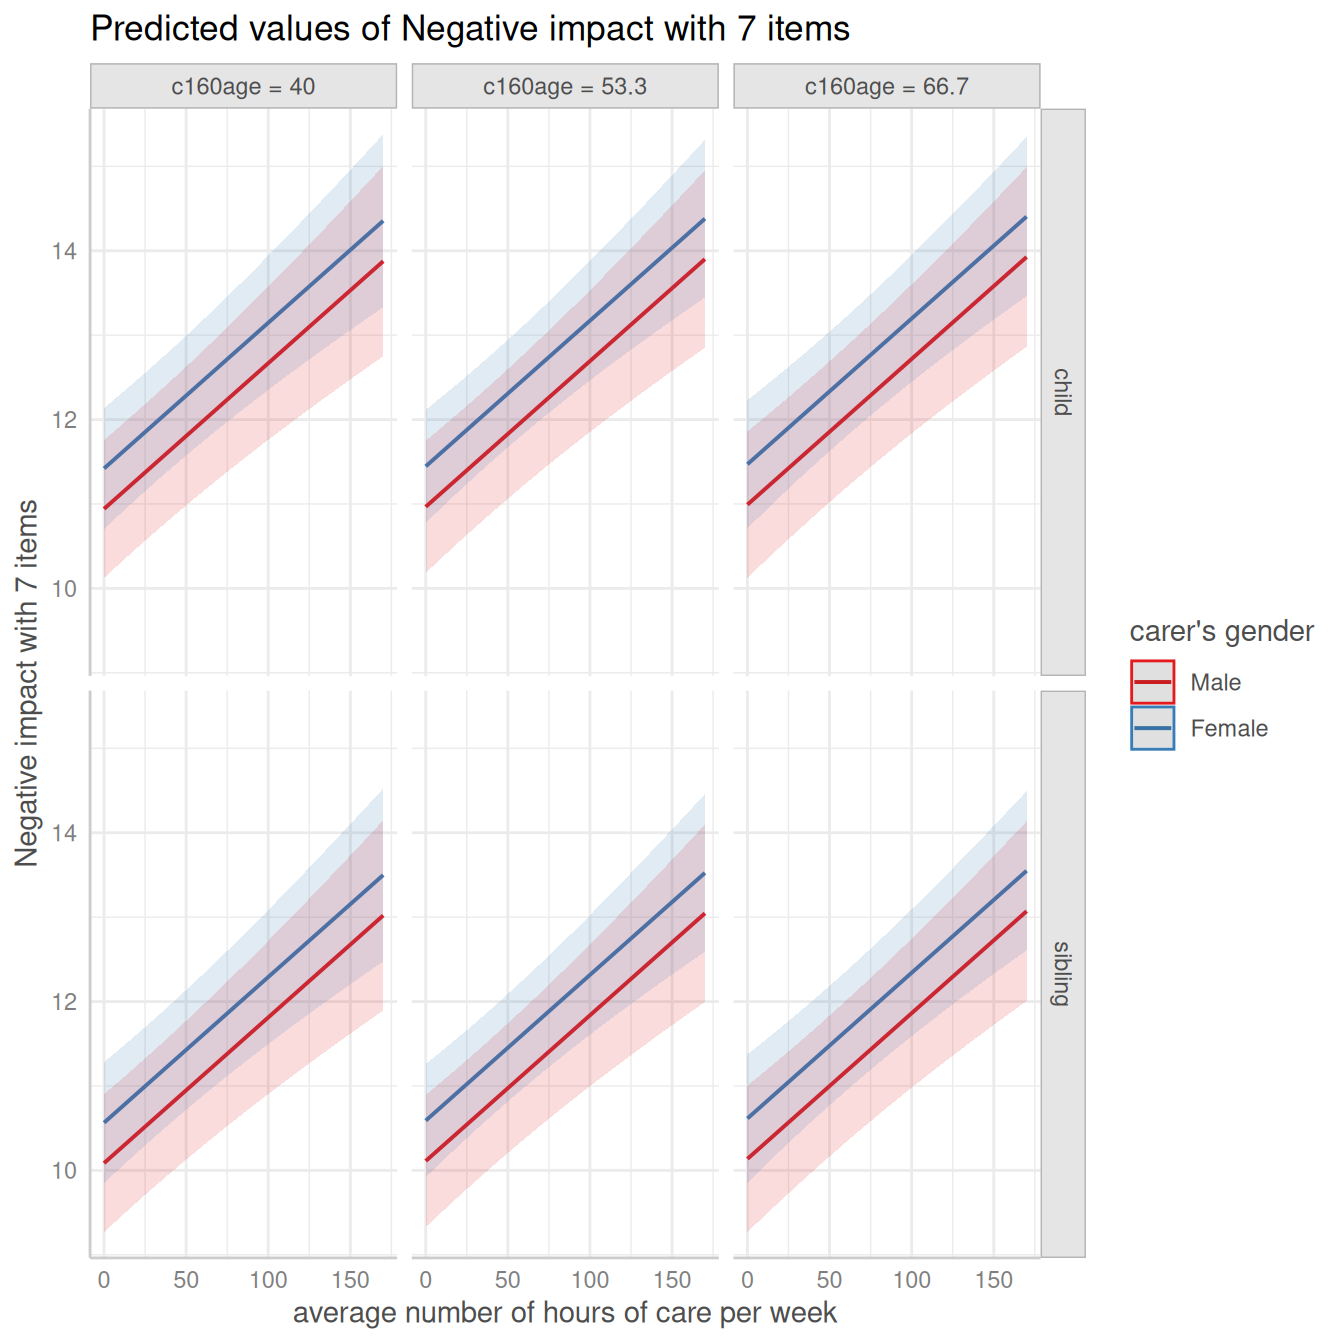 Predicted values of Negative impact with 7 items
c160age = 40
c160age = 53.3
c160age = 66.7
14
12
10
child
14
12
10
sibling
0 50 100 150
0 50 100 150
0 50 100 150
average number of hours of care per week
Negative impact with 7 items
carer's gender
Male
Female